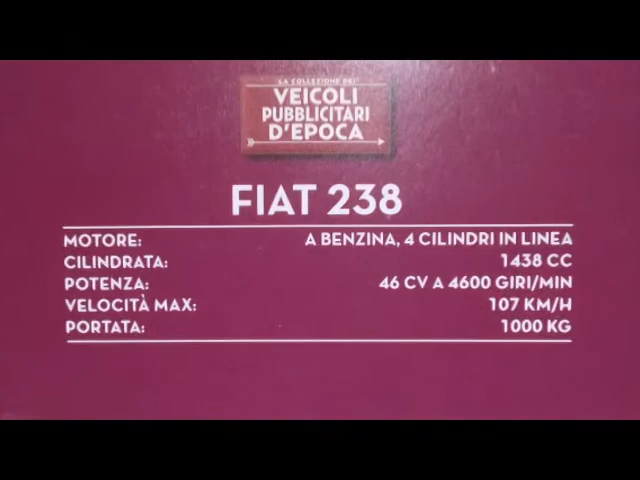 LA COLLEZIONE DEI
VEICOLI
PUBBLICITARI
D'EPOCA
FIAT 238
MOTORE: A BENZINA, 4 CILINDRI IN LINEA
CILINDRATA: 1438 CC
POTENZA: 46 CV A 4600 GIRI/MIN
VELOCITÀ MAX: 107 KM/H
PORTATA: 1000 KG